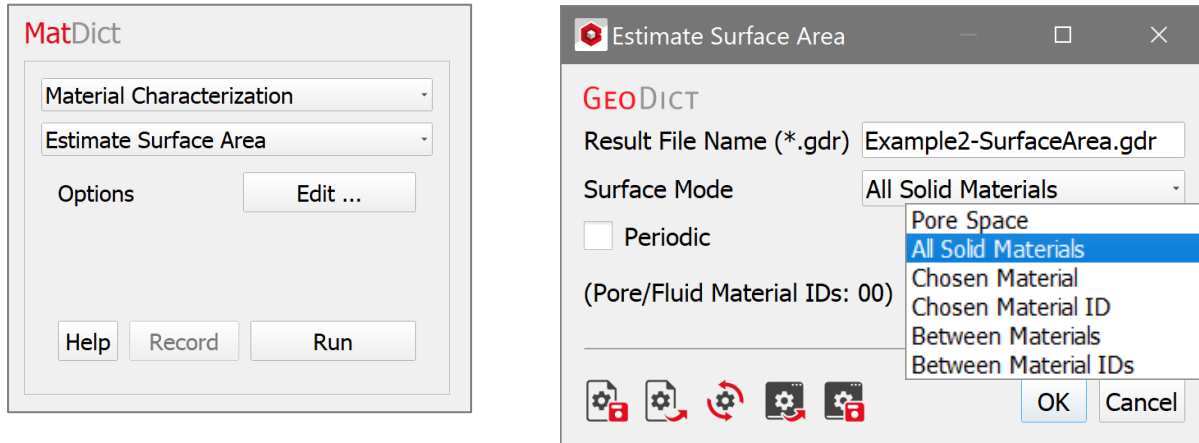 MatDict
Material Characterization
Estimate Surface Area
Options Edit ...
Help Record Run
Estimate Surface Area
GEODICT
Result File Name (*.gdr) Example2-SurfaceArea.gdr
Surface Mode All Solid Materials
Pore Space
Periodic
All Solid Materials
Chosen Material
(Pore/Fluid Material IDs: 00)
Chosen Material ID
Between Materials
Between Material IDs
OK Cancel